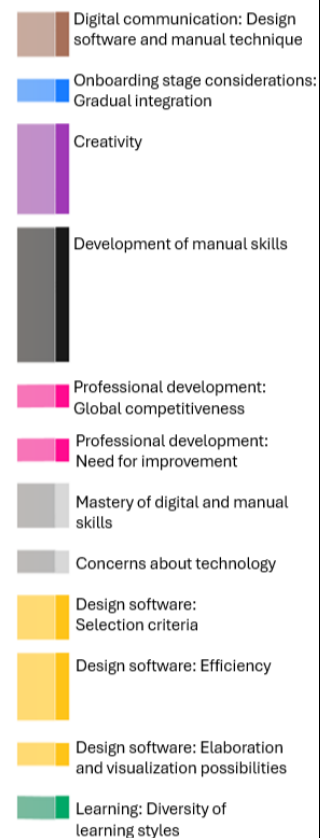 Digital communication: Design
software and manual technique
Onboarding stage considerations:
Gradual integration
Creativity
Development of manual skills
Professional development:
Global competitiveness
Professional development:
Need for improvement
Mastery of digital and manual
skills
Concerns about technology
Design software:
Selection criteria
Design software: Efficiency
Design software: Elaboration
and visualization possibilities
Learning: Diversity of
learning styles